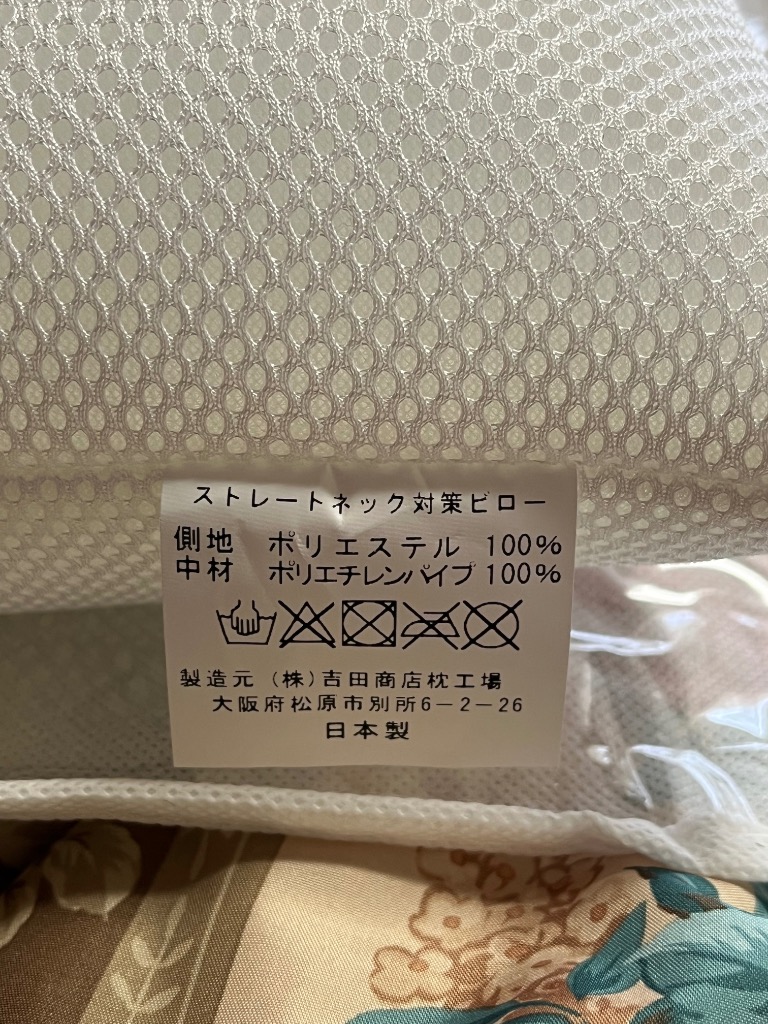 ストレートネック対策ピロー
側地 ポリエステル 100%
中材 ポリエチレンパイプ 100%
製造元 (株)吉田商店枕工場
大阪府松原市別所6-2-26
日本製